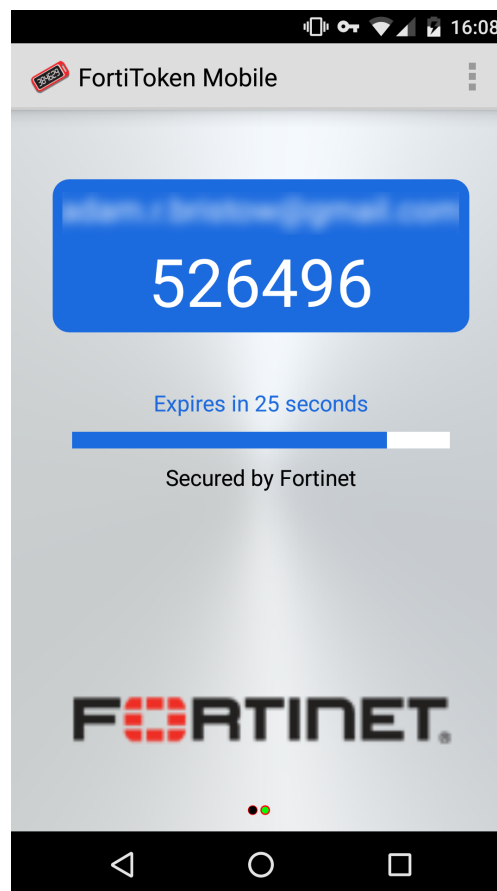 16:08
FortiToken Mobile
526496
Expires in 25 seconds
Secured by Fortinet
FORTINET®